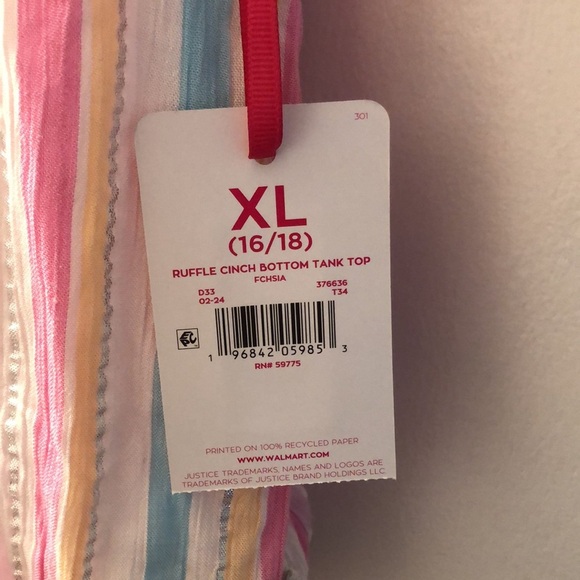 301
XL
(16/18)
RUFFLE CINCH BOTTOM TANK TOP
FCHSIA
D33 376636
02-24 T34
1 96842 05985 3
RN# 59775
PRINTED ON 100% RECYCLED PAPER
WWW.WALMART.COM
JUSTICE TRADEMARKS, NAMES AND LOGOS ARE
TRADEMARKS OF JUSTICE BRAND HOLDINGS LLC